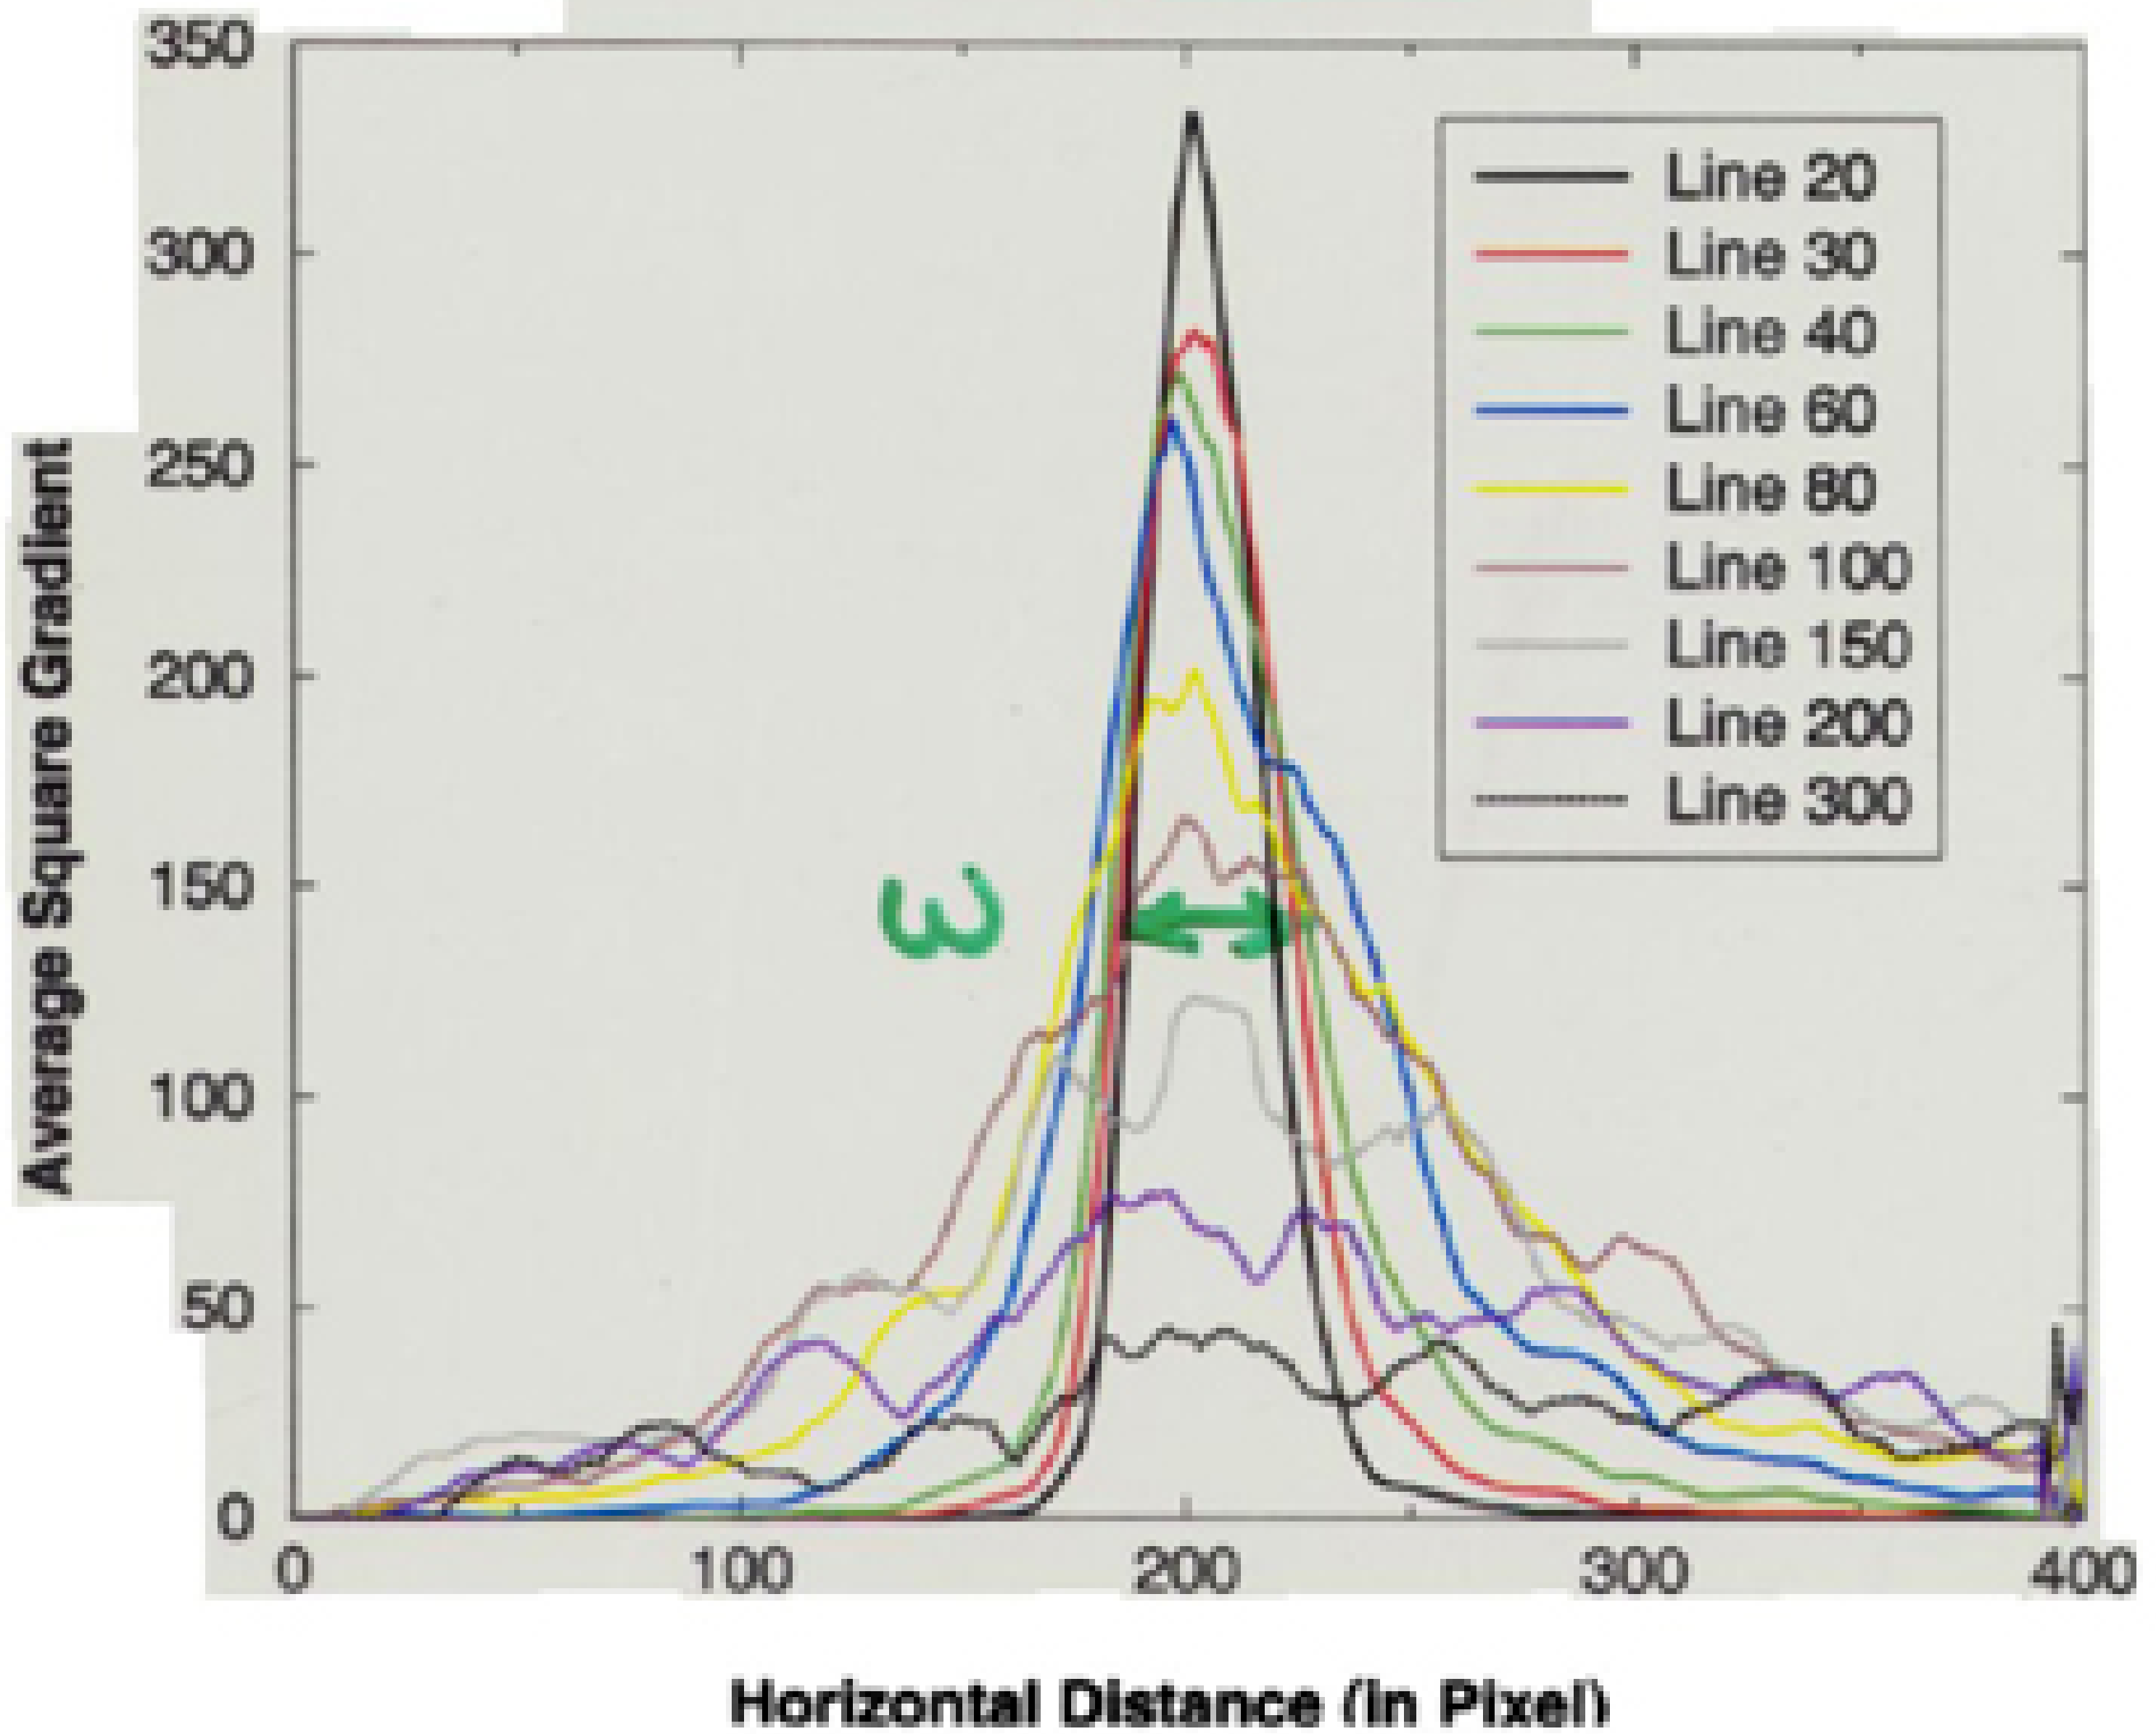 350
300
250
200
150
100
50
0
Average Square Gradient
Line 20
Line 30
Line 40
Line 60
Line 80
Line 100
Line 150
Line 200
Line 300
ω
0 100 200 300 400
Horizontal Distance (in Pixel)